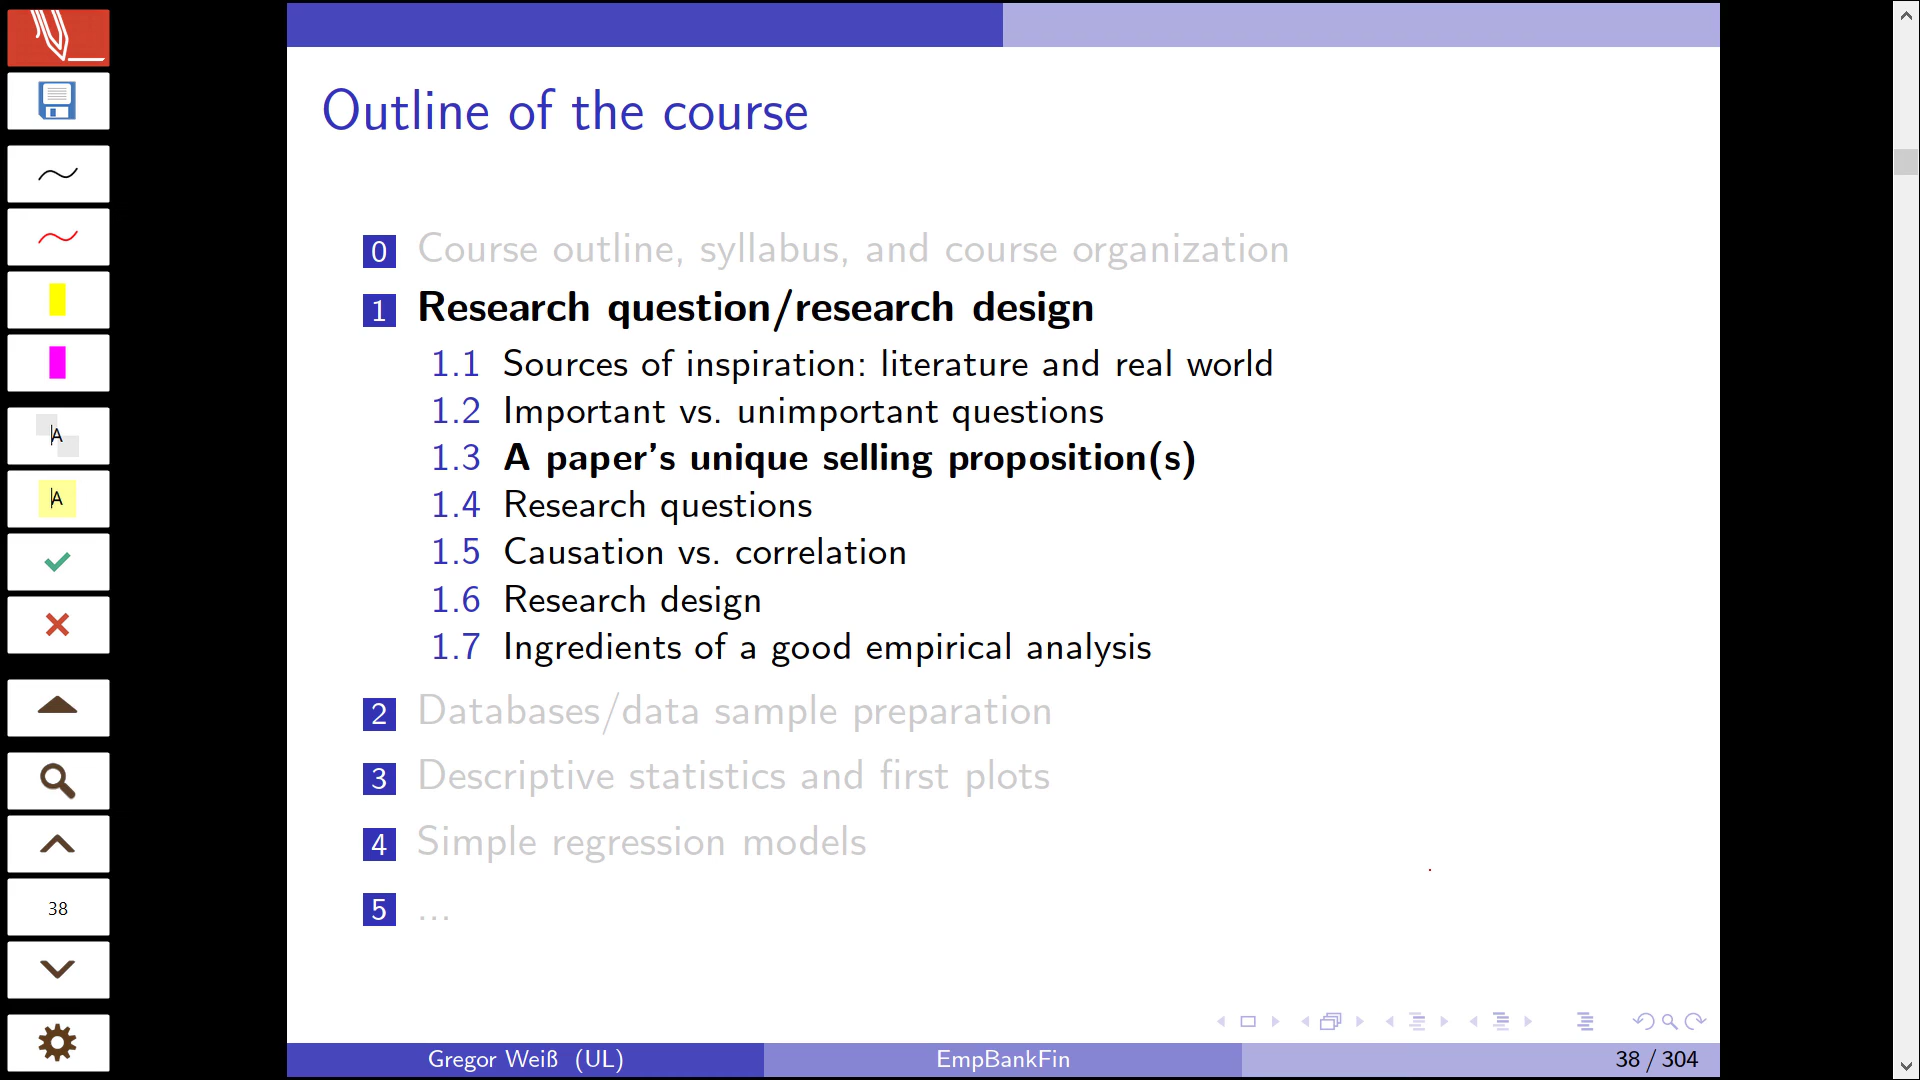 Outline of the course
0 Course outline, syllabus, and course organization
1 Research question/research design
1.1 Sources of inspiration: literature and real world
1.2 Important vs. unimportant questions
1.3 A paper's unique selling proposition(s)
1.4 Research questions
1.5 Causation vs. correlation
1.6 Research design
1.7 Ingredients of a good empirical analysis
2 Databases/data sample preparation
3 Descriptive statistics and first plots
4 Simple regression models
5 ...
A
A
38
Gregor Weiß (UL) EmpBankFin 38 / 304